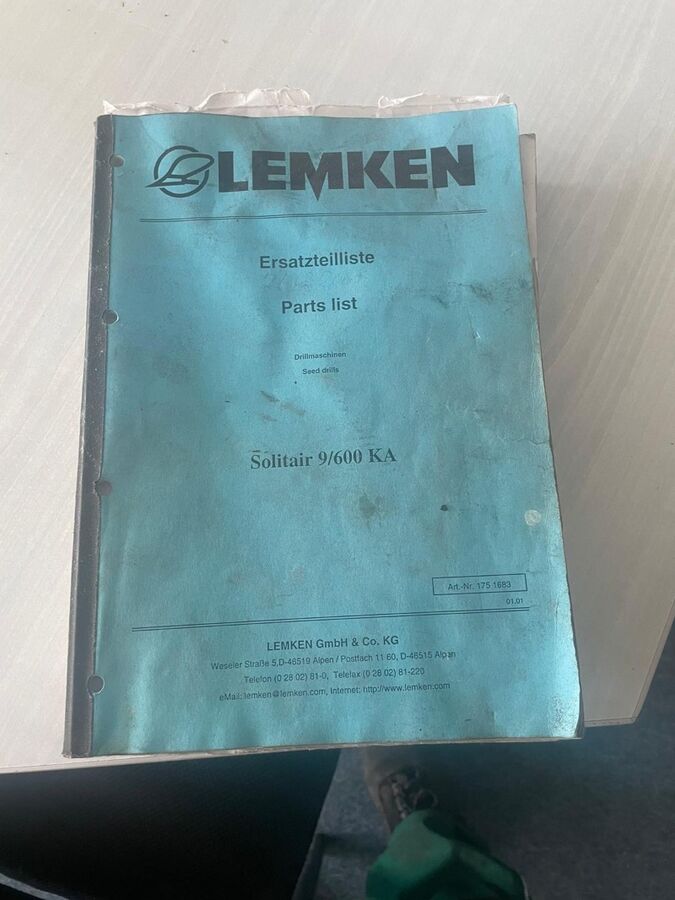 LEMKEN
Ersatzteilliste
Parts list
Drillmaschinen
Seed drills
Solitair 9/600 KA
Art.-Nr. 175 1683
01.01
LEMKEN GmbH & Co. KG
Weseler Straße 5,D-46519 Alpen / Postfach 11 60, D-46515 Alpen
Telefon (0 28 02) 81-0, Telefax (0 28 02) 81-220
eMail: lemken@lemken.com, Internet: http://www.lemken.com